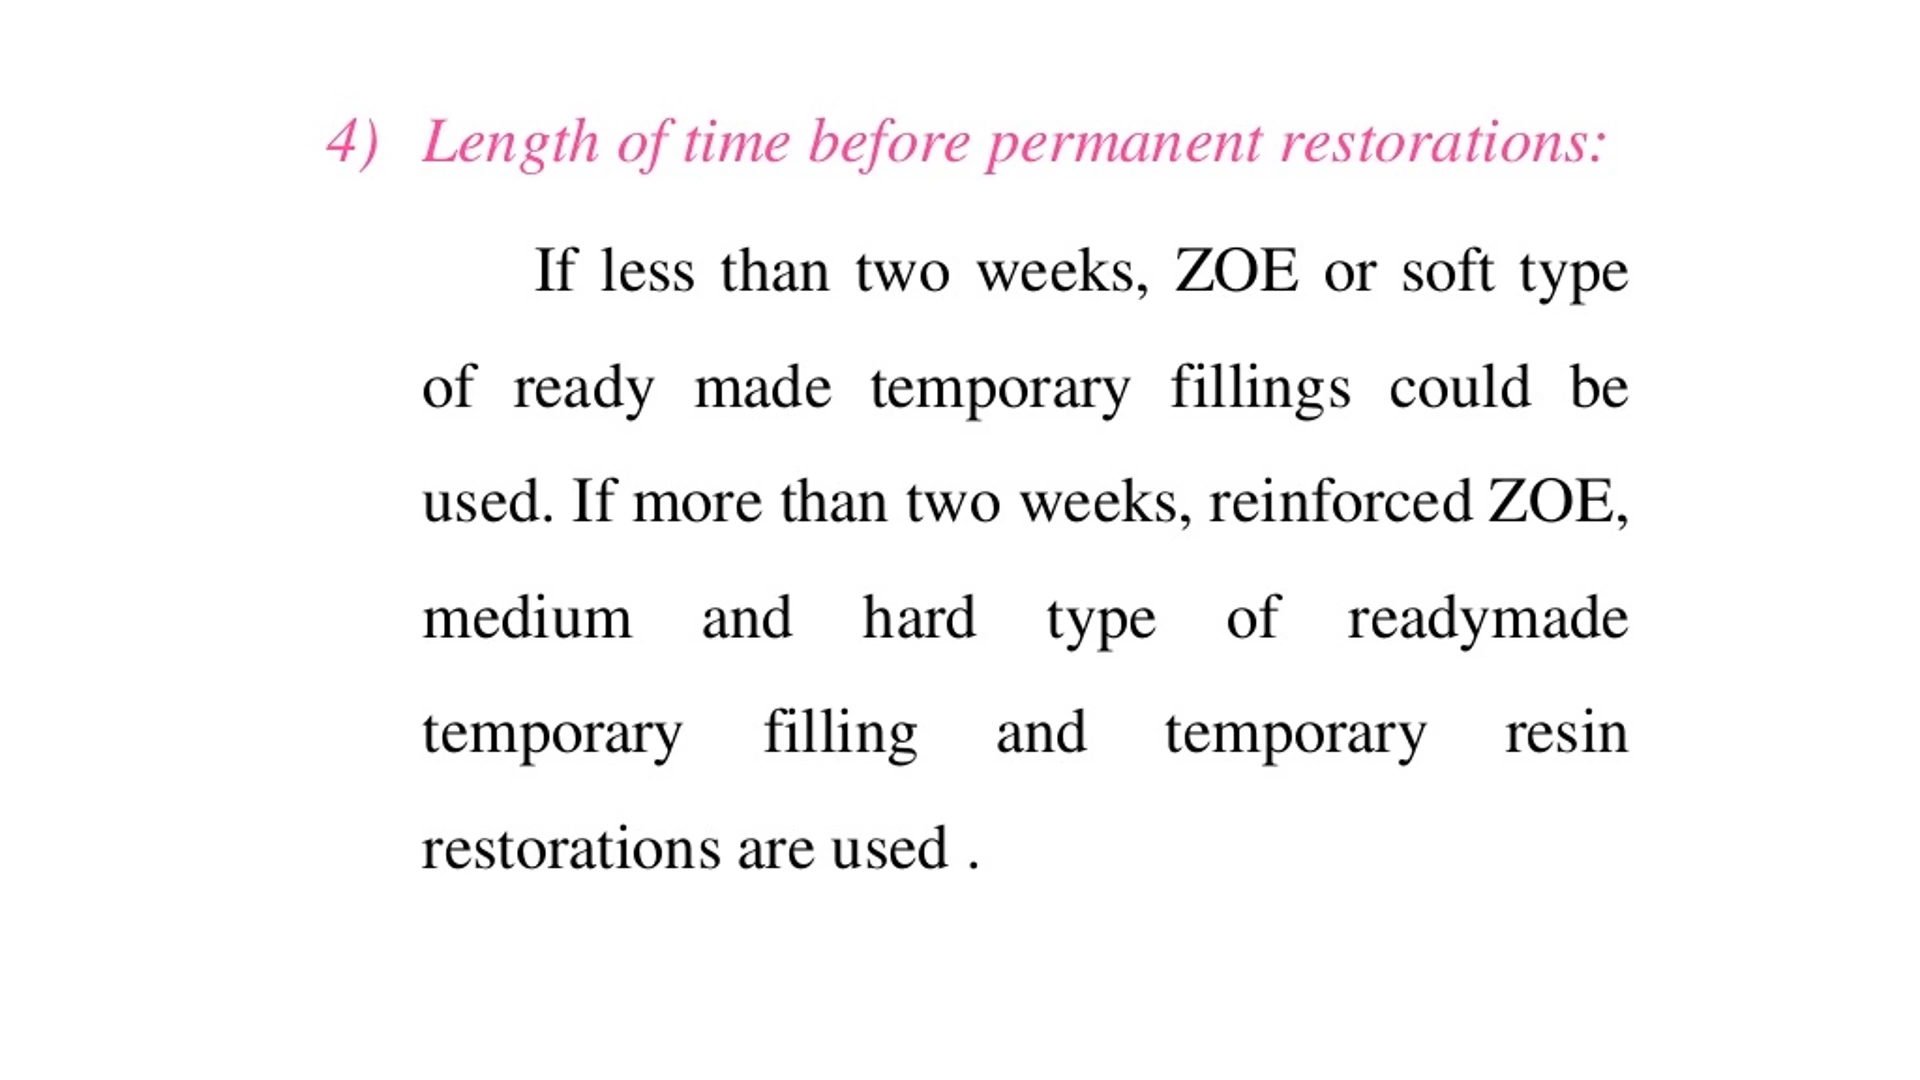 4) Length of time before permanent restorations:
If less than two weeks, ZOE or soft type
of ready made temporary fillings could be
used. If more than two weeks, reinforced ZOE,
medium and hard type of readymade
temporary filling and temporary resin
restorations are used .